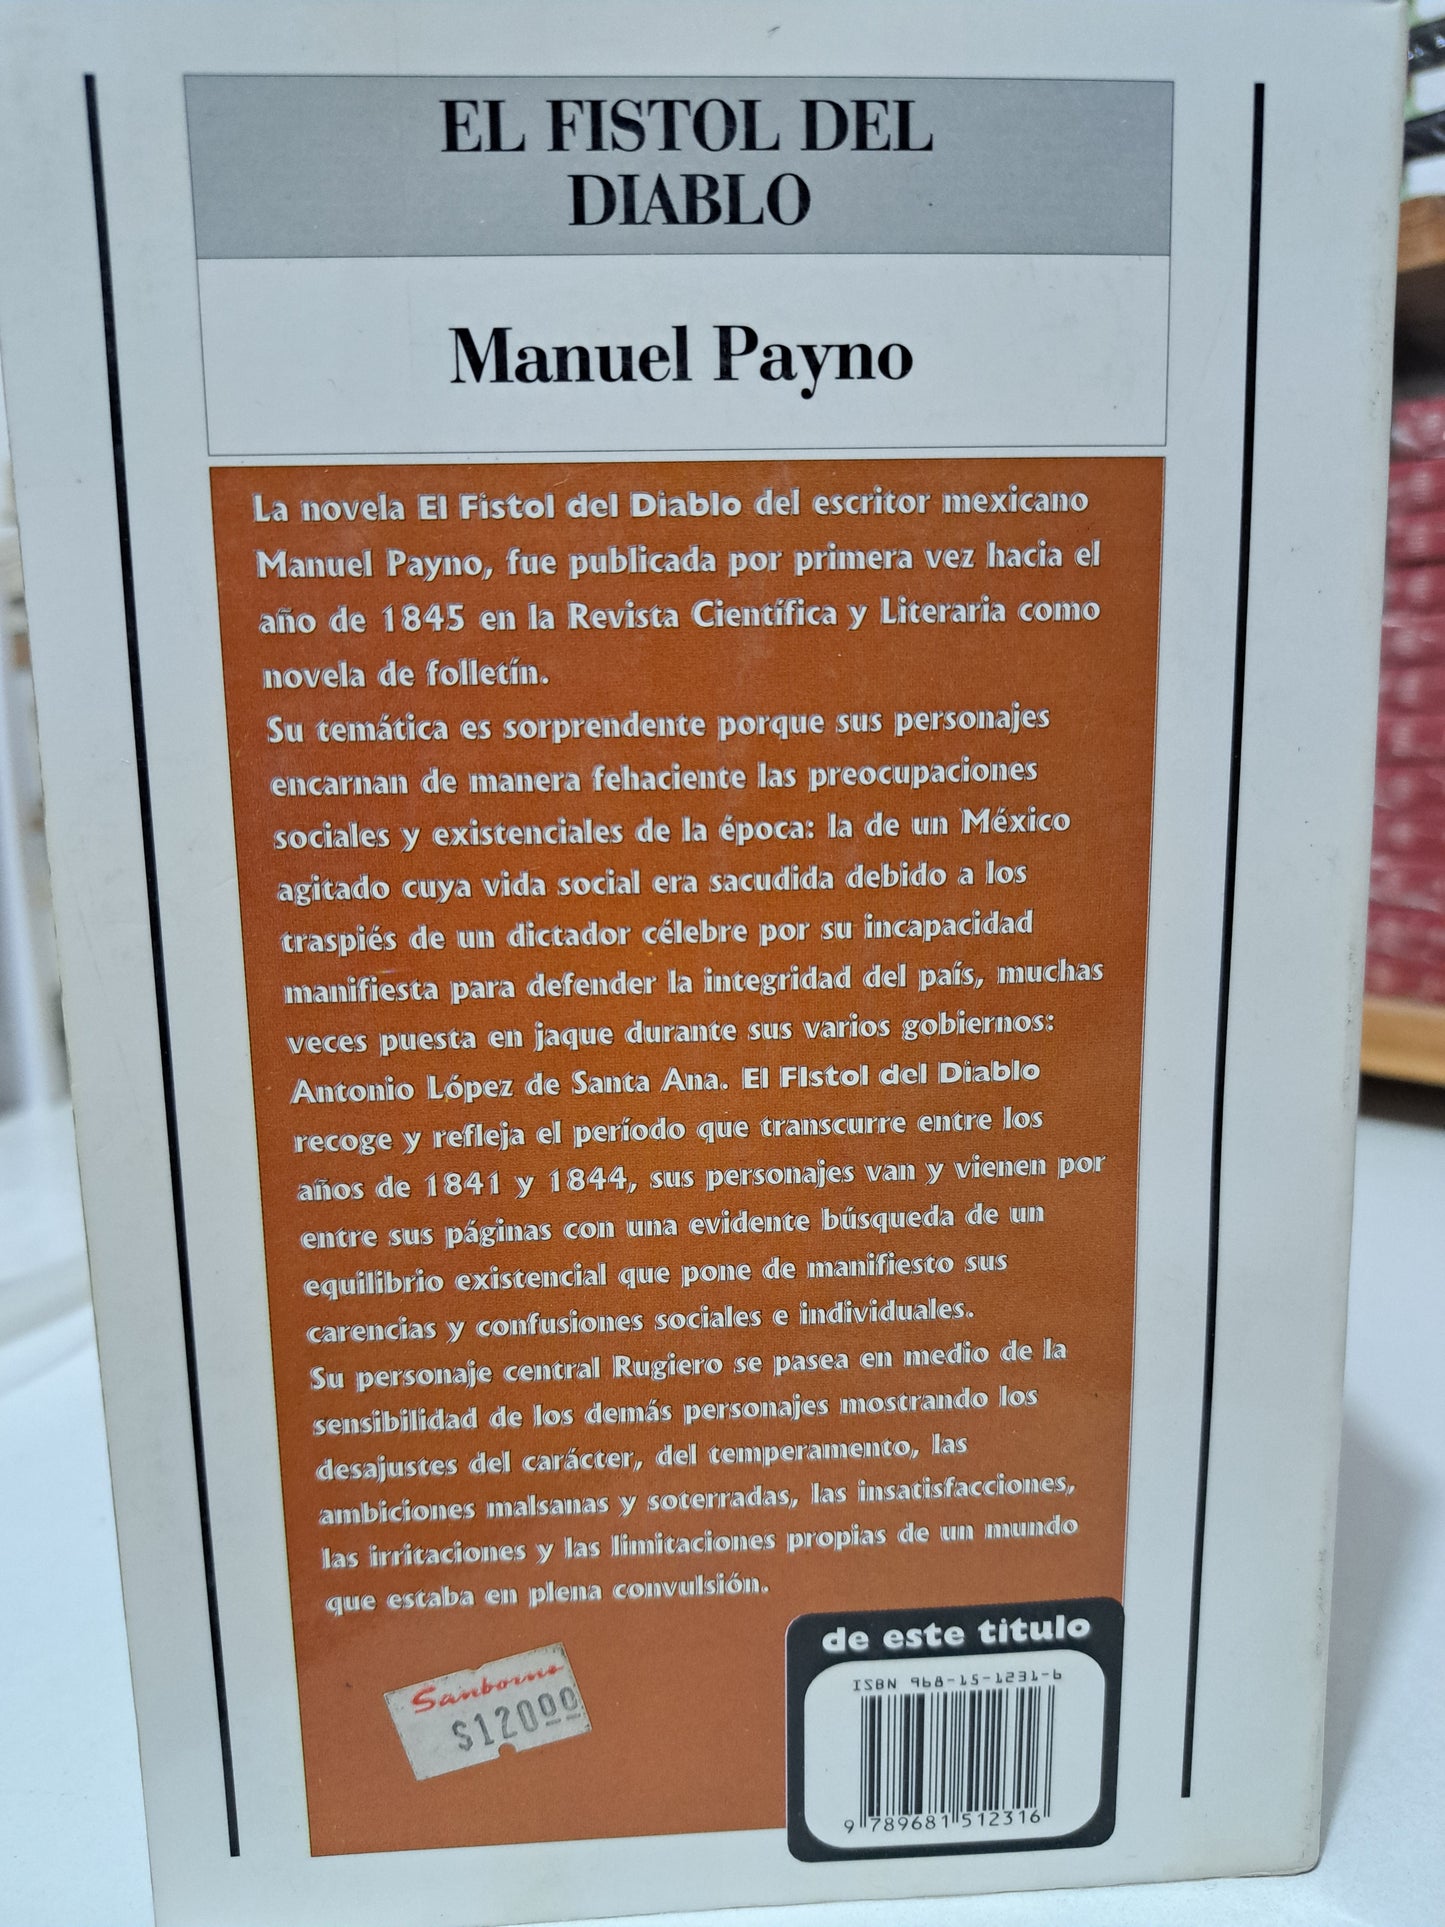 EL FISTOL DEL
DIABLO
Manuel Payno
La novela El Fistol del Diablo del escritor mexicano
Manuel Payno, fue publicada por primera vez hacia el
año de 1845 en la Revista Científica y Literaria como
novela de folletín.
Su temática es sorprendente porque sus personajes
encarnan de manera fehaciente las preocupaciones
sociales y existenciales de la época: la de un México
agitado cuya vida social era sacudida debido a los
traspiés de un dictador célebre por su incapacidad
manifiesta para defender la integridad del país, muchas
veces puesta en jaque durante sus varios gobiernos:
Antonio López de Santa Ana. El FIstol del Diablo
recoge y refleja el período que transcurre entre los
años de 1841 y 1844, sus personajes van y vienen por
entre sus páginas con una evidente búsqueda de un
equilibrio existencial que pone de manifiesto sus
carencias y confusiones sociales e individuales.
Su personaje central Rugiero se pasea en medio de la
sensibilidad de los demás personajes mostrando los
desajustes del carácter, del temperamento, las
ambiciones malsanas y soterradas, las insatisfacciones,
las irritaciones y las limitaciones propias de un mundo
que estaba en plena convulsión.
Sanborns
$120.00
de este titulo
ISBN 968-15-1231-6
9 789681 512316